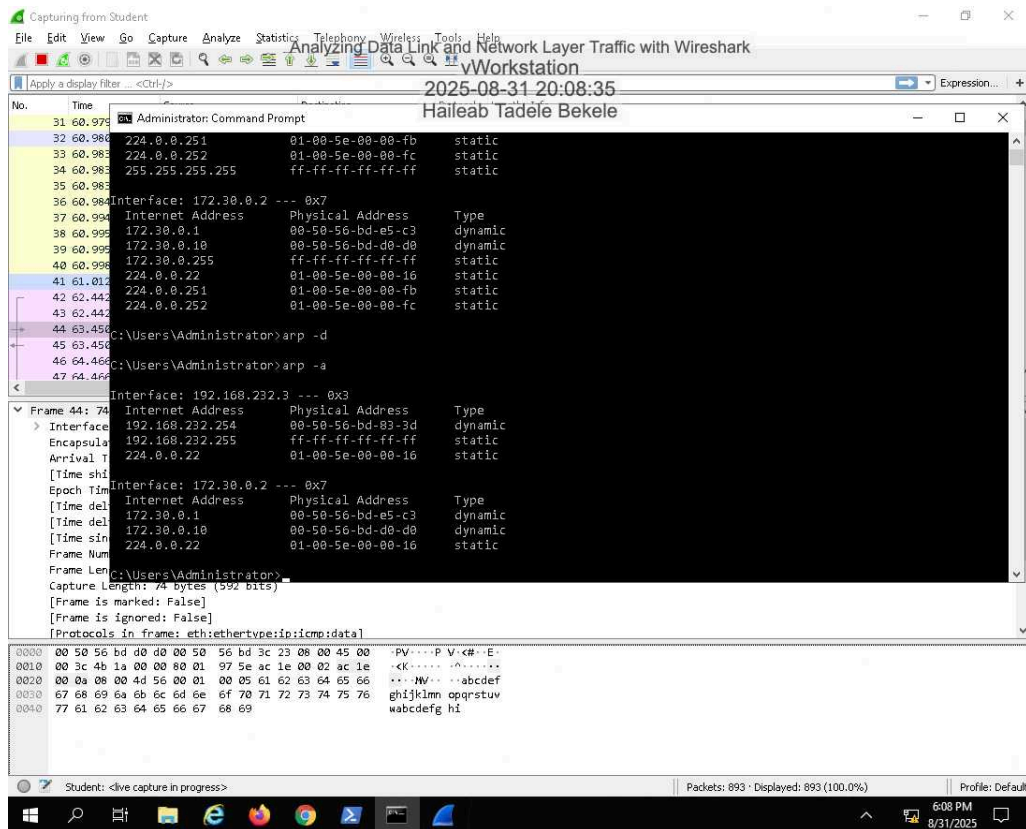 Capturing from Student
File Edit View Go Capture Analyze Statistics Telephony Wireless Tools Help
Analyzing Data Link and Network Layer Traffic with Wireshark
vWorkstation
Apply a display filter ... <Ctrl-/> Expression... +
2025-08-31 20:08:35
Haileab Tadele Bekele
No. Time
Administrator: Command Prompt
31 60.979
32 60.980
33 60.983
34 60.983
35 60.983
36 60.984
37 60.994
38 60.995
39 60.995
40 60.998
41 61.012
42 62.442
43 62.442
44 63.450
45 63.450
46 64.466
47 64.466
224.0.0.251 01-00-5e-00-00-fb static
224.0.0.252 01-00-5e-00-00-fc static
255.255.255.255 ff-ff-ff-ff-ff-ff static
Interface: 172.30.0.2 --- 0x7
Internet Address Physical Address Type
172.30.0.1 00-50-56-bd-e5-c3 dynamic
172.30.0.10 00-50-56-bd-d0-d0 dynamic
172.30.0.255 ff-ff-ff-ff-ff-ff static
224.0.0.22 01-00-5e-00-00-16 static
224.0.0.251 01-00-5e-00-00-fb static
224.0.0.252 01-00-5e-00-00-fc static
C:\Users\Administrator>arp -d
C:\Users\Administrator>arp -a
Interface: 192.168.232.3 --- 0x3
Internet Address Physical Address Type
192.168.232.254 00-50-56-bd-83-3d dynamic
192.168.232.255 ff-ff-ff-ff-ff-ff static
224.0.0.22 01-00-5e-00-00-16 static
Interface: 172.30.0.2 --- 0x7
Internet Address Physical Address Type
172.30.0.1 00-50-56-bd-e5-c3 dynamic
172.30.0.10 00-50-56-bd-d0-d0 dynamic
224.0.0.22 01-00-5e-00-00-16 static
C:\Users\Administrator>
Frame 44: 74
Interface
Encapsula
Arrival T
[Time shi
Epoch Tim
[Time del
[Time del
[Time sin
Frame Num
Frame Len
Capture Length: 74 bytes (592 bits)
[Frame is marked: False]
[Frame is ignored: False]
[Protocols in frame: eth:ethertype:ip:icmp:data]
0000 00 50 56 bd d0 d0 00 50 56 bd 3c 23 08 00 45 00 ·PV····P V·<#··E·
0010 00 3c 4b 1a 00 00 80 01 97 5e ac 1e 00 02 ac 1e ·<K····· ·^······
0020 00 0a 08 00 4d 56 00 01 00 05 61 62 63 64 65 66 ····MV·· ··abcdef
0030 67 68 69 6a 6b 6c 6d 6e 6f 70 71 72 73 74 75 76 ghijklmn opqrstuv
0040 77 61 62 63 64 65 66 67 68 69 wabcdefg hi
Student: <live capture in progress> Packets: 893 · Displayed: 893 (100.0%) Profile: Default
6:08 PM
8/31/2025